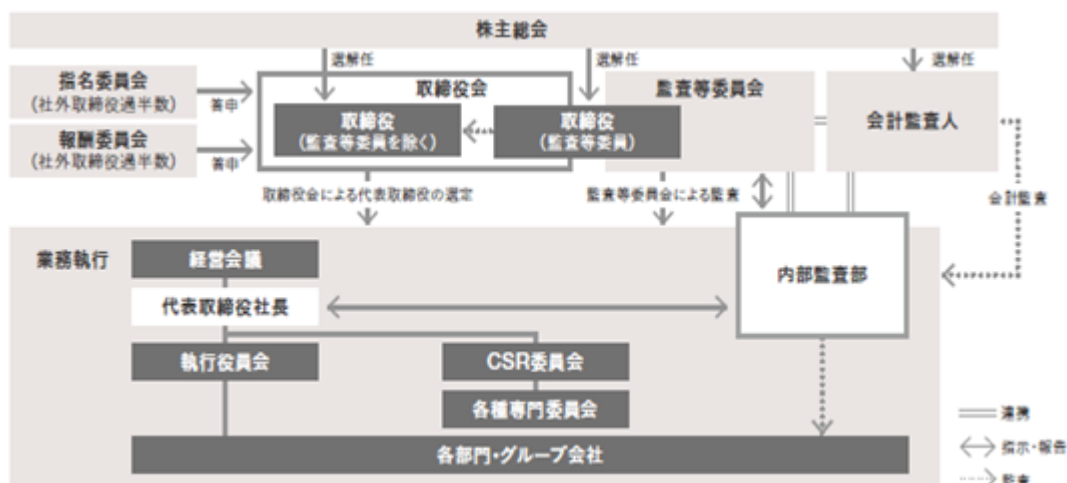 株主総会
選解任
選解任
選解任
指名委員会
(社外取締役過半数)
答申
報酬委員会
(社外取締役過半数)
答申
取締役会
取締役
(監査等委員を除く)
監査等委員会
取締役
(監査等委員)
会計監査人
取締役会による代表取締役の選定
監査等委員会による監査
会計監査
業務執行
経営会議
代表取締役社長
内部監査部
執行役員会
CSR委員会
各種専門委員会
各部門・グループ会社
連携
指示・報告
監査